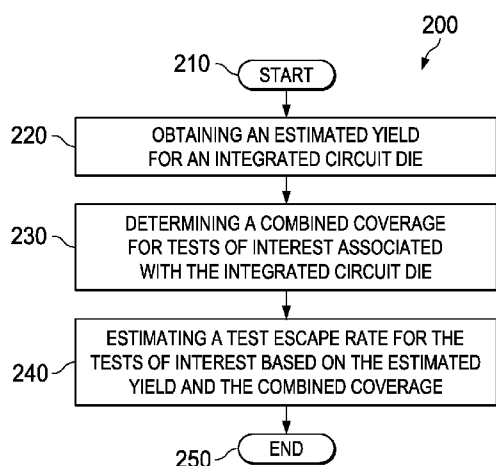 200
210
START
220
OBTAINING AN ESTIMATED YIELD
FOR AN INTEGRATED CIRCUIT DIE
230
DETERMINING A COMBINED COVERAGE
FOR TESTS OF INTEREST ASSOCIATED
WITH THE INTEGRATED CIRCUIT DIE
240
ESTIMATING A TEST ESCAPE RATE FOR THE
TESTS OF INTEREST BASED ON THE ESTIMATED
YIELD AND THE COMBINED COVERAGE
250
END